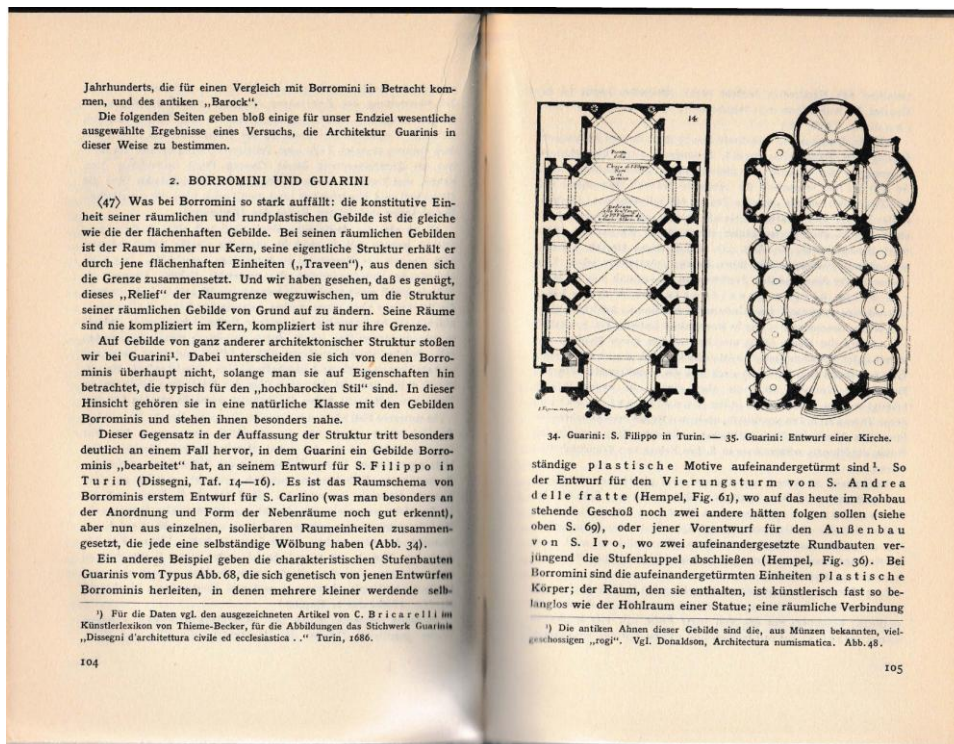 Jahrhunderts, die für einen Vergleich mit Borromini in Betracht kom-
men, und des antiken „Barock“.
Die folgenden Seiten geben bloß einige für unser Endziel wesentliche
ausgewählte Ergebnisse eines Versuchs, die Architektur Guarinis in
dieser Weise zu bestimmen.
2. BORROMINI UND GUARINI
⟨47⟩ Was bei Borromini so stark auffällt: die konstitutive Ein-
heit seiner räumlichen und rundplastischen Gebilde ist die gleiche
wie die der flächenhaften Gebilde. Bei seinen räumlichen Gebilden
ist der Raum immer nur Kern, seine eigentliche Struktur erhält er
durch jene flächenhaften Einheiten („Traveen“), aus denen sich
die Grenze zusammensetzt. Und wir haben gesehen, daß es genügt,
dieses „Relief“ der Raumgrenze wegzuwischen, um die Struktur
seiner räumlichen Gebilde von Grund auf zu ändern. Seine Räume
sind nie kompliziert im Kern, kompliziert ist nur ihre Grenze.
Auf Gebilde von ganz anderer architektonischer Struktur stoßen
wir bei Guarini¹. Dabei unterscheiden sie sich von denen Borro-
minis überhaupt nicht, solange man sie auf Eigenschaften hin
betrachtet, die typisch für den „hochbarocken Stil“ sind. In dieser
Hinsicht gehören sie in eine natürliche Klasse mit den Gebilden
Borrominis und stehen ihnen besonders nahe.
Dieser Gegensatz in der Auffassung der Struktur tritt besonders
deutlich an einem Fall hervor, in dem Guarini ein Gebilde Borro-
minis „bearbeitet“ hat, an seinem Entwurf für S. Filippo in
Turin (Dissegni, Taf. 14—16). Es ist das Raumschema von
Borrominis erstem Entwurf für S. Carlino (was man besonders an
der Anordnung und Form der Nebenräume noch gut erkennt),
aber nun aus einzelnen, isolierbaren Raumeinheiten zusammen-
gesetzt, die jede eine selbständige Wölbung haben (Abb. 34).
Ein anderes Beispiel geben die charakteristischen Stufenbauten
Guarinis vom Typus Abb. 68, die sich genetisch von jenen Entwürfen
Borrominis herleiten, in denen mehrere kleiner werdende selb-
¹) Für die Daten vgl. den ausgezeichneten Artikel von C. Bricarelli im
Künstlerlexikon von Thieme-Becker, für die Abbildungen das Stichwerk Guarinis
„Dissegni d'architettura civile ed ecclesiastica . .“ Turin, 1686.
104
14
34. Guarini: S. Filippo in Turin. — 35. Guarini: Entwurf einer Kirche.
ständige plastische Motive aufeinandergetürmt sind¹. So
der Entwurf für den Vierungsturm von S. Andrea
delle fratte (Hempel, Fig. 61), wo auf das heute im Rohbau
stehende Geschoß noch zwei andere hätten folgen sollen (siehe
oben S. 69), oder jener Vorentwurf für den Außenbau
von S. Ivo, wo zwei aufeinandergesetzte Rundbauten ver-
jüngend die Stufenkuppel abschließen (Hempel, Fig. 36). Bei
Borromini sind die aufeinandergetürmten Einheiten plastische
Körper; der Raum, den sie enthalten, ist künstlerisch fast so be-
langlos wie der Hohlraum einer Statue; eine räumliche Verbindung
¹) Die antiken Ahnen dieser Gebilde sind die, aus Münzen bekannten, viel-
geschossigen „rogi“. Vgl. Donaldson, Architectura numismatica. Abb. 48.
105